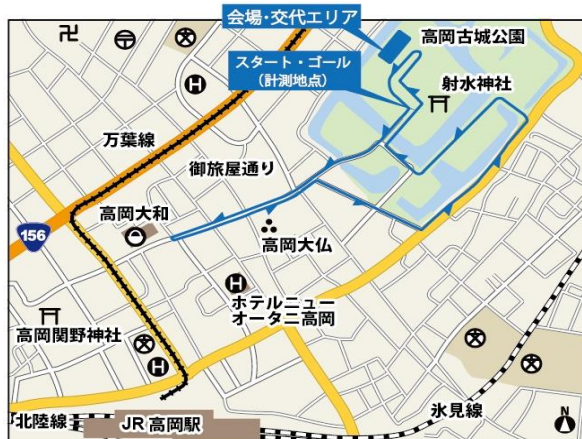 会場・交代エリア
高岡古城公園
スタート・ゴール
(計測地点)
射水神社
万葉線
御旅屋通り
156
高岡大和
高岡大仏
ホテルニュー
オータニ高岡
高岡関野神社
北陸線
JR高岡駅
氷見線
H
H
H
N